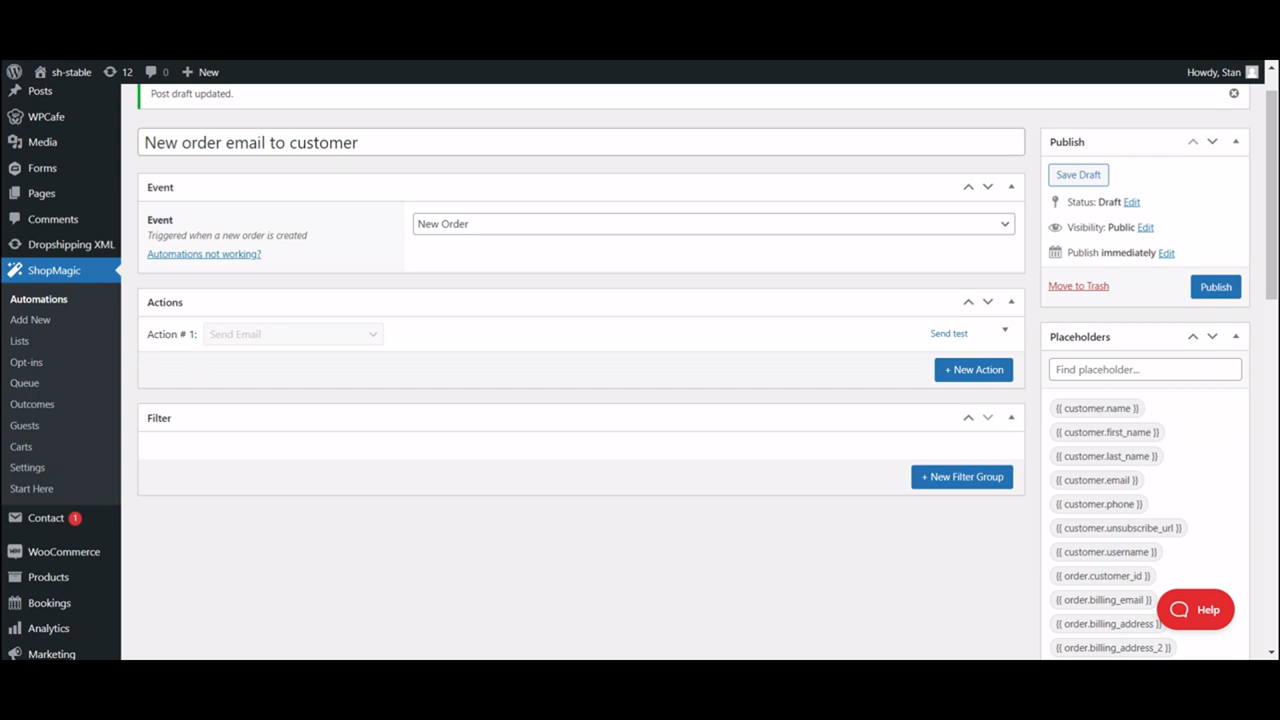 sh-stable 12 0 New Howdy, Stan
Posts
WPCafe
Media
Forms
Pages
Comments
Dropshipping XML
ShopMagic
Automations
Add New
Lists
Opt-ins
Queue
Outcomes
Guests
Carts
Settings
Start Here
Contact 1
WooCommerce
Products
Bookings
Analytics
Marketing
Post draft updated.
New order email to customer
Event
Event
Triggered when a new order is created
Automations not working?
New Order
Actions
Action # 1: Send Email Send test
+ New Action
Filter
+ New Filter Group
Publish
Save Draft
Status: Draft Edit
Visibility: Public Edit
Publish immediately Edit
Move to Trash Publish
Placeholders
Find placeholder...
{{ customer.name }}
{{ customer.first_name }}
{{ customer.last_name }}
{{ customer.email }}
{{ customer.phone }}
{{ customer.unsubscribe_url }}
{{ customer.username }}
{{ order.customer_id }}
{{ order.billing_email }}
{{ order.billing_address }}
{{ order.billing_address_2 }}
Help